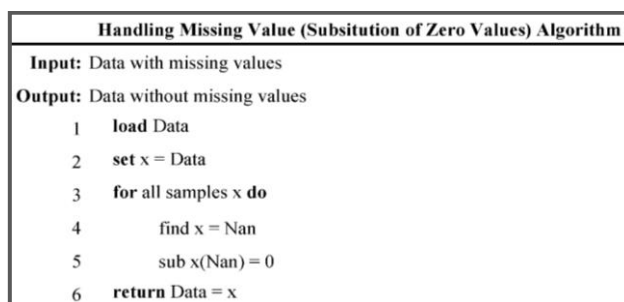 Handling Missing Value (Subsitution of Zero Values) Algorithm
Input: Data with missing values
Output: Data without missing values
1 load Data
2 set x = Data
3 for all samples x do
4 find x = Nan
5 sub x(Nan) = 0
6 return Data = x